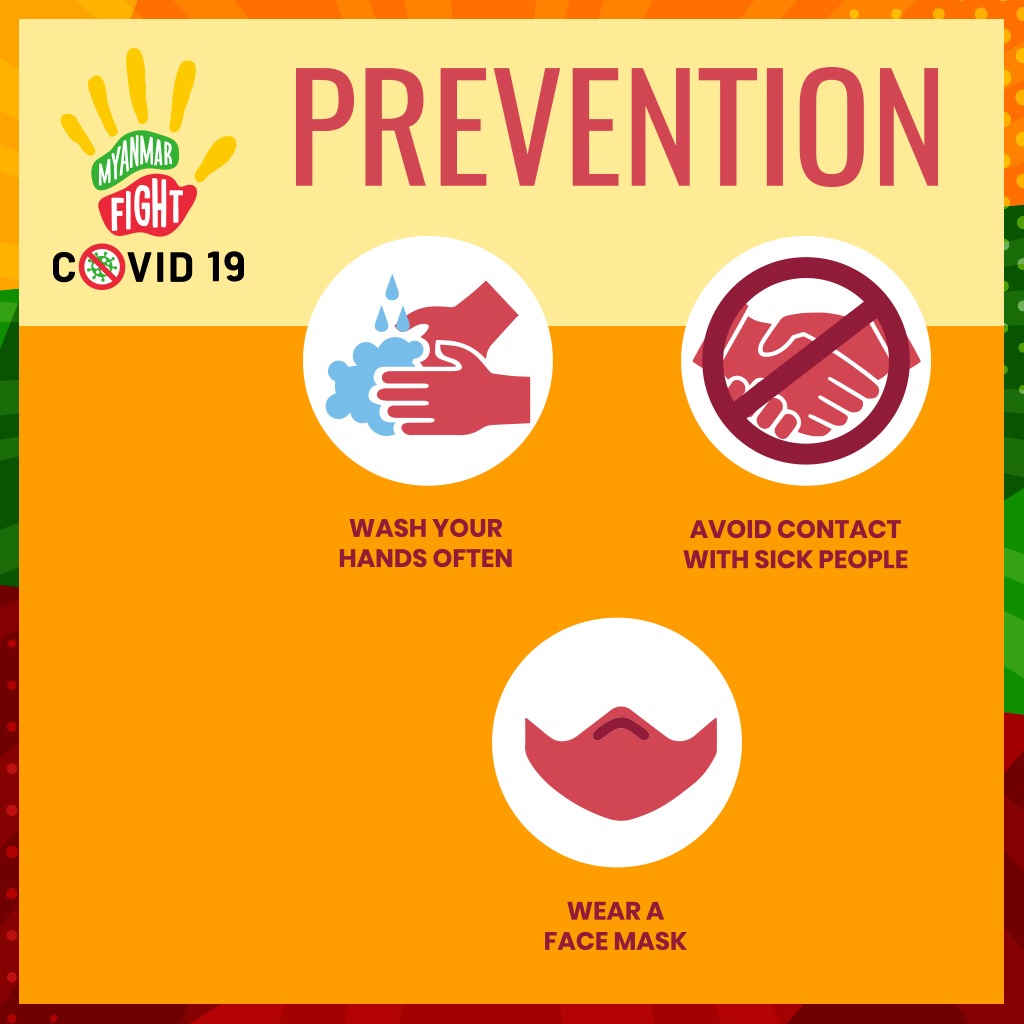 PREVENTION
MYANMAR
FIGHT
COVID 19
WASH YOUR
HANDS OFTEN
AVOID CONTACT
WITH SICK PEOPLE
WEAR A
FACE MASK